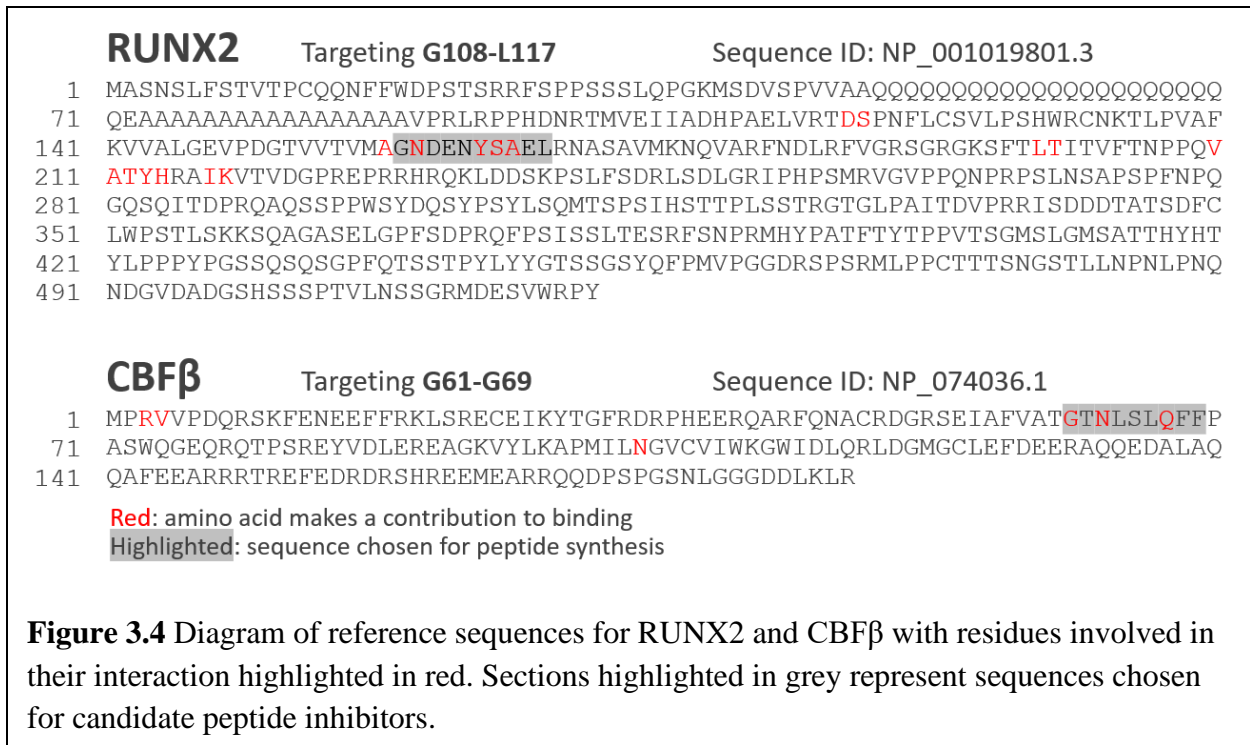 RUNX2 Targeting G108-L117 Sequence ID: NP_001019801.3
1 MASNSLFSTVTPCQQNFFWDPSTSRRFSPPSSSLQPGKMSDVSPVVAAQQQQQQQQQQQQQQQQQQQQQQ
71 QEAAAAAAAAAAAAAAAAAVPRLRPPHDNRTMVEIIADHPAELVRTDSPNFLCSVLPSHWRCNKTLPVAF
141 KVVALGEVPDGTVVTVMAGNDENYSAELRNASAVMKNQVARFNDLRFVGRSGRGKSFTLTITVFTNPPQV
211 ATYHRAIKVTVDGPREPRRHRQKLDDSKPSLFSDRLSDLGRIPHPSMRVGVPPQNPRPSLNSAPSPFNPQ
281 GQSQITDPRQAQSSPPWSYDQSYPSYLSQMTSPSIHSTTPLSSTRGTGLPAITDVPRRISDDDTATSDFC
351 LWPSTLSKKSQAGASELGPFSDPRQFPSISSLTESRFSNPRMHYPATFTYTPPVTSGMSLGMSATTHYHT
421 YLPPPYPGSSQSQSGPFQTSSTPYLYYGTSSGSYQFPMVPGGDRSPSRMLPPCTTTSNGSTLLNPNLPNQ
491 NDGVDADGSHSSSPTVLNSSGRMDESVWRPY
CBFβ Targeting G61-G69 Sequence ID: NP_074036.1
1 MPRVVPDQRSKFENEEFFRKLSRECEIKYTGFRDRPHEERQARFQNACRDGRSEIAFVATGTNLSLQFFP
71 ASWQGEQRQTPSREYVDLEREAGKVYLKAPMILNGVCVIWKGWIDLQRLDGMGCLEFDEERAQQEDALAQ
141 QAFEEARRRTREFEDRDRSHREEMEARRQQDPSPGSNLGGGDDLKLR
Red: amino acid makes a contribution to binding
Highlighted: sequence chosen for peptide synthesis
Figure 3.4 Diagram of reference sequences for RUNX2 and CBFβ with residues involved in
their interaction highlighted in red. Sections highlighted in grey represent sequences chosen
for candidate peptide inhibitors.